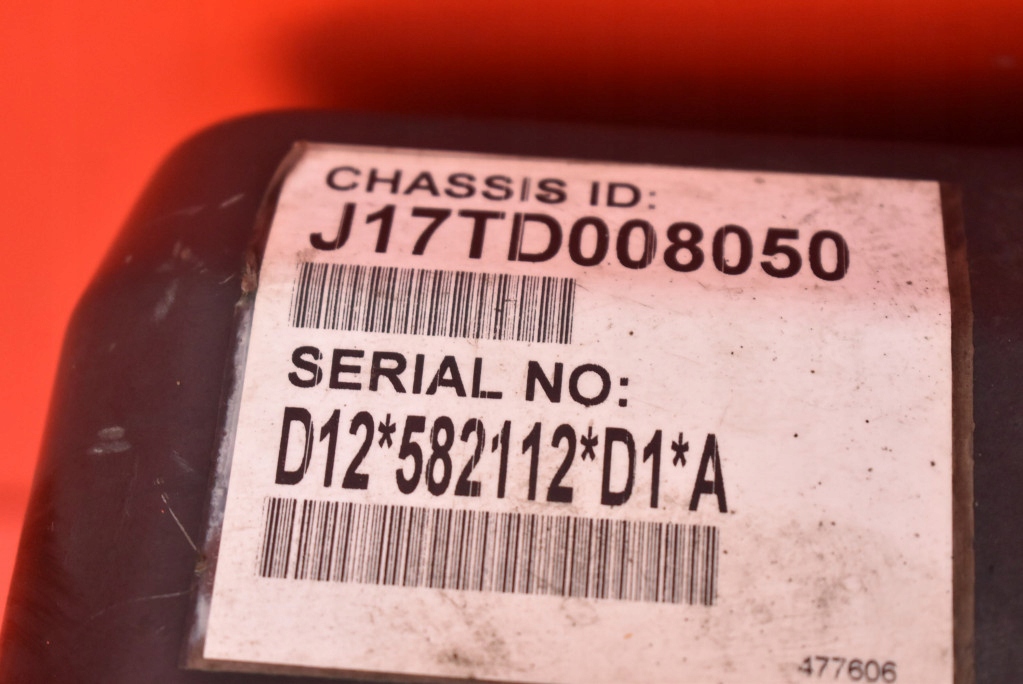 CHASSIS ID:
J17TD008050
SERIAL NO:
D12*582112*D1*A
477606